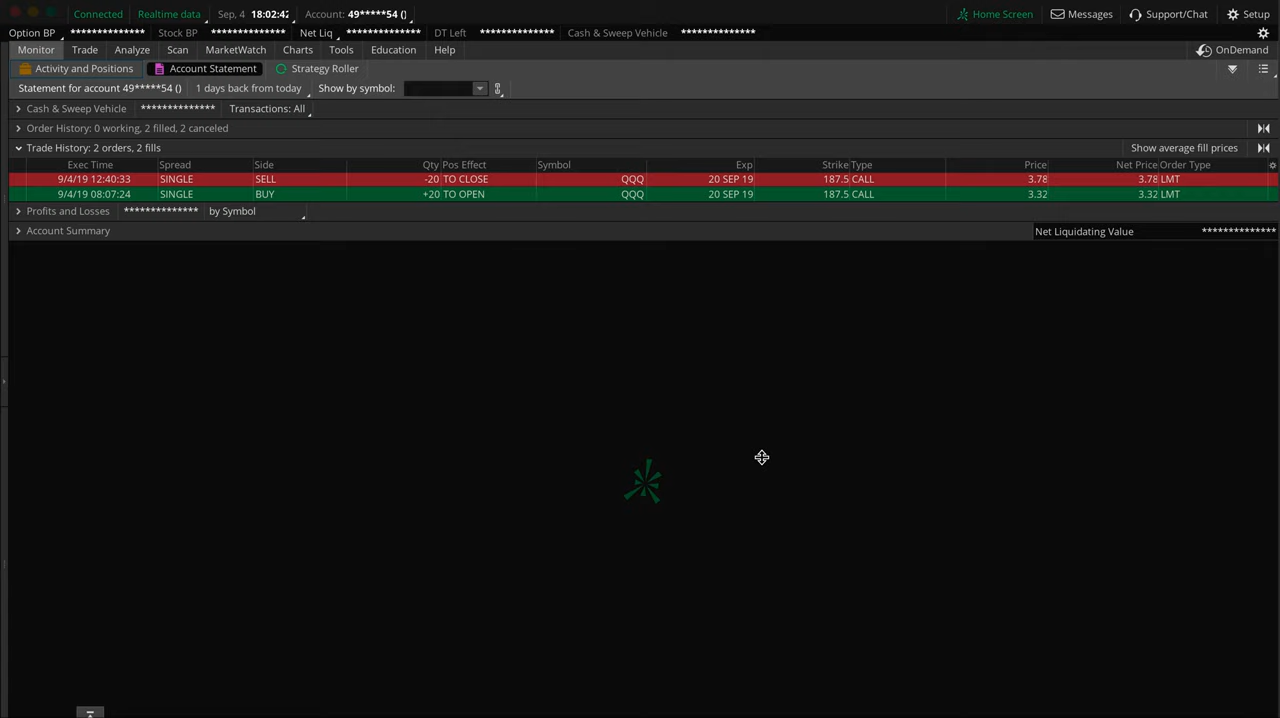 Connected Realtime data Sep, 4 18:02:42 Account: 49*****54 () Home Screen Messages Support/Chat Setup
Option BP ************** Stock BP ************** Net Liq ************** DT Left ************** Cash & Sweep Vehicle **************
Monitor Trade Analyze Scan MarketWatch Charts Tools Education Help OnDemand
Activity and Positions Account Statement Strategy Roller
Statement for account 49*****54 () 1 days back from today Show by symbol:
Cash & Sweep Vehicle ************** Transactions: All
Order History: 0 working, 2 filled, 2 canceled
Trade History: 2 orders, 2 fills Show average fill prices
Exec Time Spread Side Qty Pos Effect Symbol Exp Strike Type Price Net Price Order Type
9/4/19 12:40:33 SINGLE SELL -20 TO CLOSE QQQ 20 SEP 19 187.5 CALL 3.78 3.78 LMT
9/4/19 08:07:24 SINGLE BUY +20 TO OPEN QQQ 20 SEP 19 187.5 CALL 3.32 3.32 LMT
Profits and Losses ************** by Symbol
Account Summary Net Liquidating Value **************